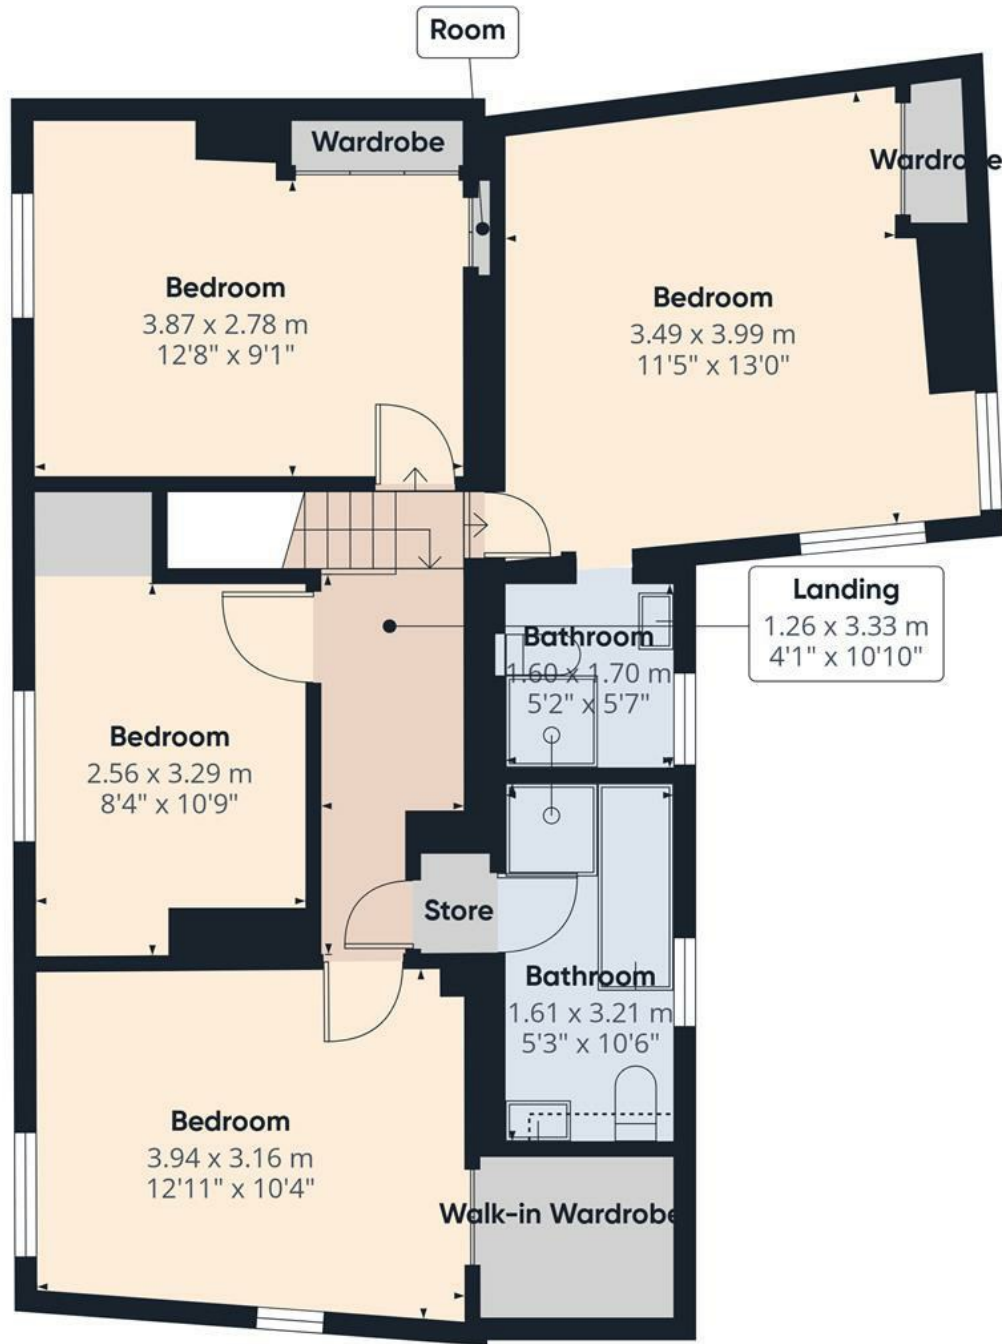 Room
Wardrobe
Wardrobe
Bedroom
3.87 x 2.78 m
12'8" x 9'1"
Bedroom
3.49 x 3.99 m
11'5" x 13'0"
Landing
1.26 x 3.33 m
4'1" x 10'10"
Bathroom
1.60 x 1.70 m
5'2" x 5'7"
Bedroom
2.56 x 3.29 m
8'4" x 10'9"
Store
Bathroom
1.61 x 3.21 m
5'3" x 10'6"
Bedroom
3.94 x 3.16 m
12'11" x 10'4"
Walk-in Wardrobe